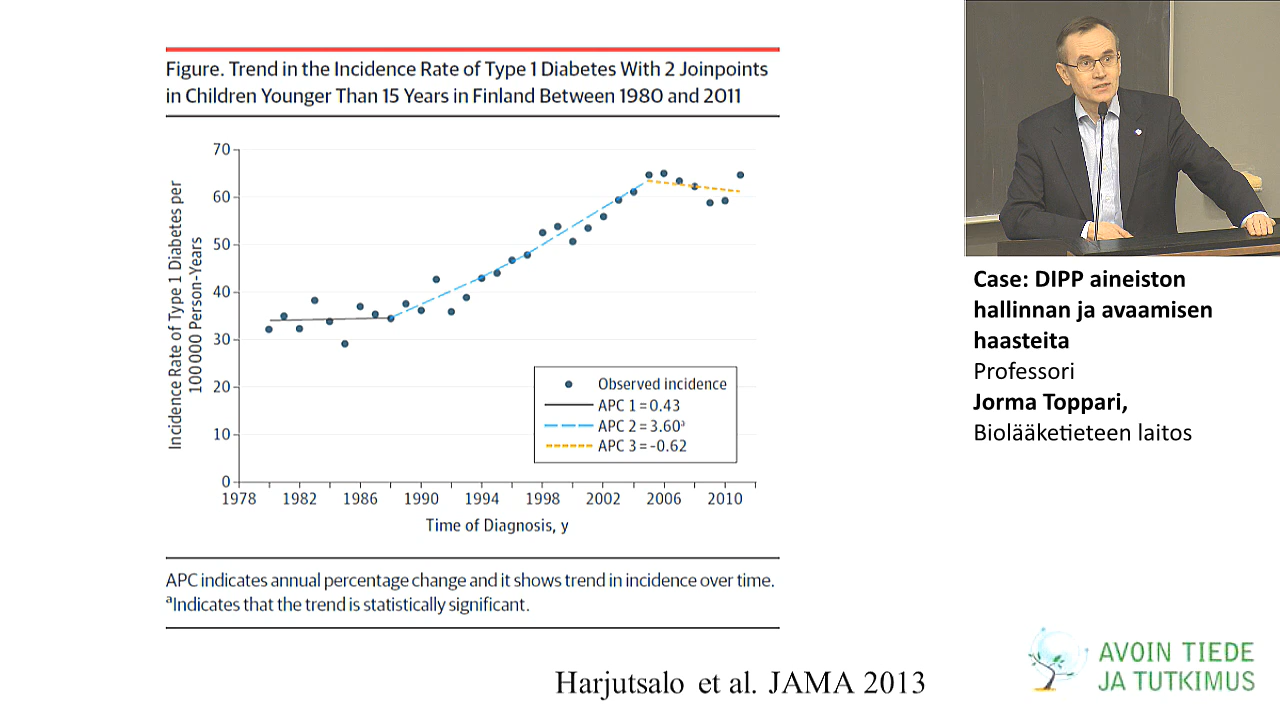 Figure. Trend in the Incidence Rate of Type 1 Diabetes With 2 Joinpoints
in Children Younger Than 15 Years in Finland Between 1980 and 2011
Incidence Rate of Type 1 Diabetes per
100 000 Person-Years
70
60
50
40
30
20
10
0
1978 1982 1986 1990 1994 1998 2002 2006 2010
Time of Diagnosis, y
Observed incidence
APC 1 = 0.43
APC 2 = 3.60ᵃ
APC 3 = -0.62
APC indicates annual percentage change and it shows trend in incidence over time.
ᵃIndicates that the trend is statistically significant.
Harjutsalo et al. JAMA 2013
Case: DIPP aineiston
hallinnan ja avaamisen
haasteita
Professori
Jorma Toppari,
Biolääketieteen laitos
AVOIN TIEDE
JA TUTKIMUS